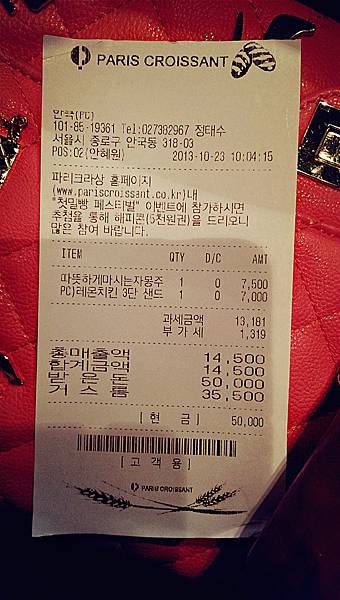 PARIS CROISSANT
안국(FC)
101-85-19361 Tel:027382967 정태수
서울시 종로구 안국동 318-03
POS:02(안혜원) 2013-10-23 10:04:15
파리크라상 홈페이지
(www.pariscroissant.co.kr)내
"첫밀빵 페스티벌" 이벤트에 참가하시면
추첨을 통해 해피콘(5천원권)을 드리오니
많은 참여 바랍니다.
ITEM QTY D/C AMT
따뜻하게마시는자몽주 1 0 7,500
PC)레몬치킨 3단 샌드 1 0 7,000
과세금액 13,181
부 가 세 1,319
총매출액 14,500
합계금액 14,500
받 은 돈 50,000
거 스 름 35,500
[ 현 금 ] 50,000
[ 고 객 용 ]
PARIS CROISSANT